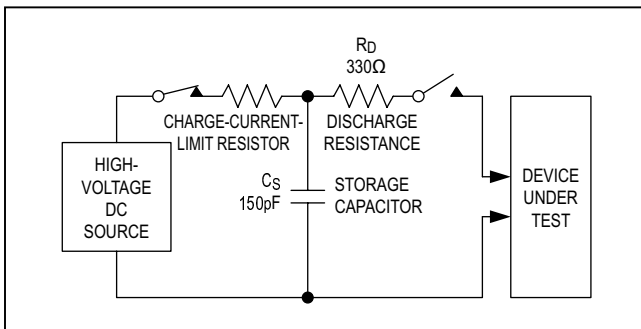 RD
330Ω
CHARGE-CURRENT-
LIMIT RESISTOR
DISCHARGE
RESISTANCE
HIGH-
VOLTAGE
DC
SOURCE
CS
150pF
STORAGE
CAPACITOR
DEVICE
UNDER
TEST